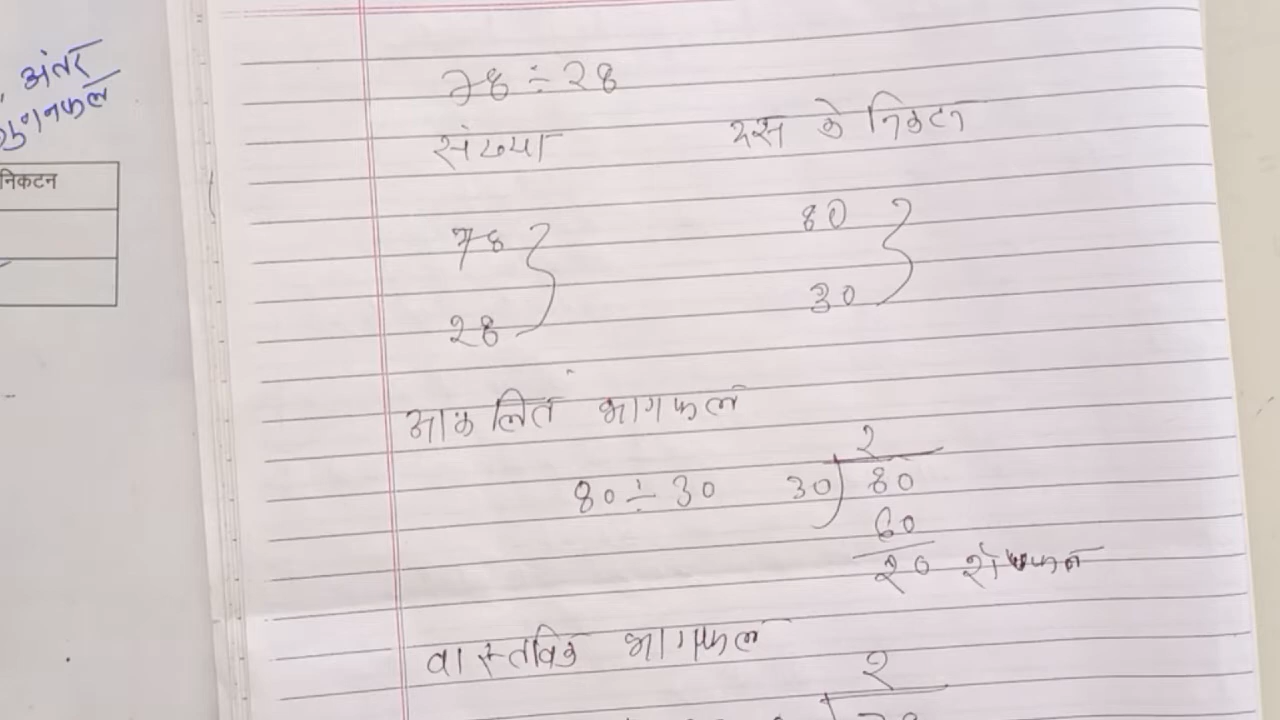 अंतर
गुणनफल
निकटन
78 ÷ 28
संख्या दस के निकटन
78 80
28 30
आकलित भागफल
2
80 ÷ 30 30) 80
60
20 शेषफल
वास्तविक भागफल
2